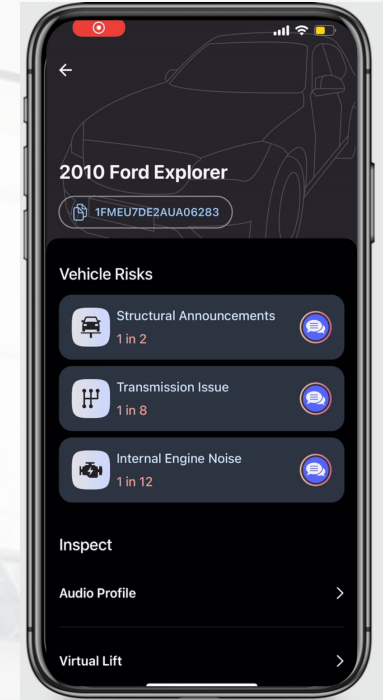 2010 Ford Explorer
1FMEU7DE2AUA06283
Vehicle Risks
Structural Announcements
1 in 2
Transmission Issue
1 in 8
Internal Engine Noise
1 in 12
Inspect
Audio Profile
Virtual Lift